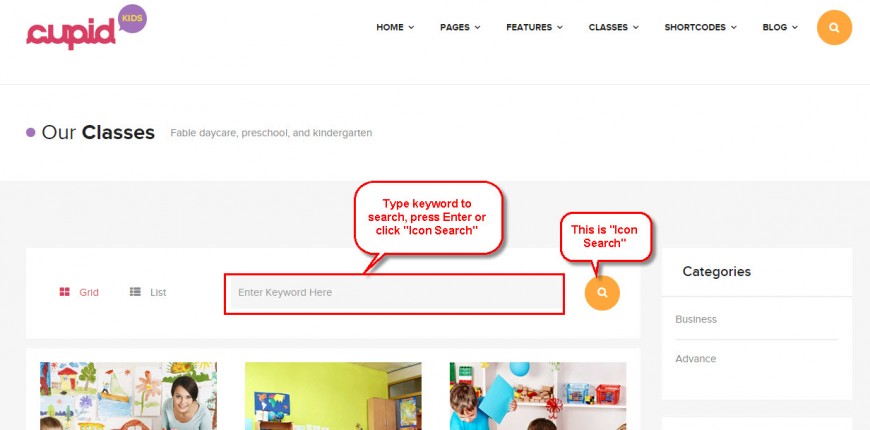 cupid KIDS
HOME PAGES FEATURES CLASSES SHORTCODES BLOG
Our Classes Fable daycare, preschool, and kindergarten
Type keyword to
search, press Enter or
click "Icon Search"
This is "Icon
Search"
Grid List Enter Keyword Here
Categories
Business
Advance